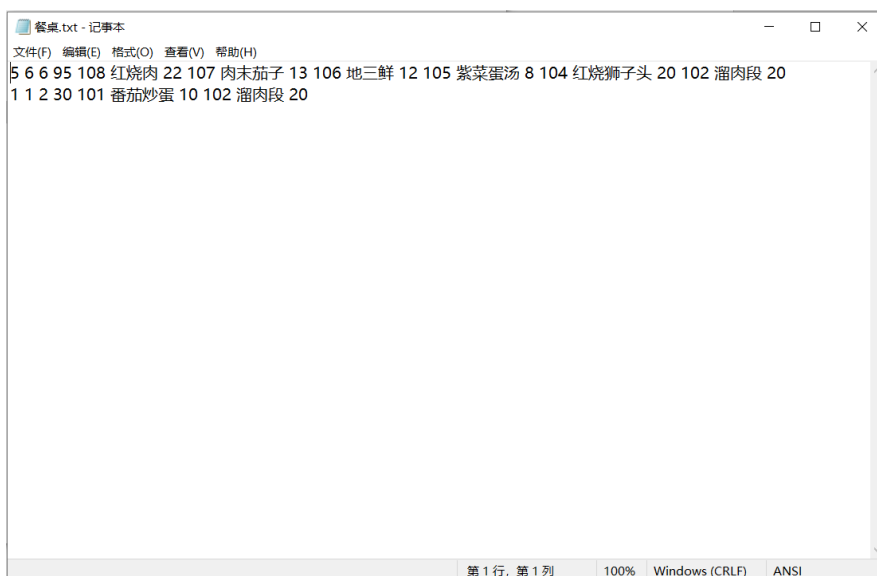 餐桌.txt - 记事本
文件(F) 编辑(E) 格式(O) 查看(V) 帮助(H)
5 6 6 95 108 红烧肉 22 107 肉末茄子 13 106 地三鲜 12 105 紫菜蛋汤 8 104 红烧狮子头 20 102 溜肉段 20
1 1 2 30 101 番茄炒蛋 10 102 溜肉段 20
第 1 行，第 1 列 100% Windows (CRLF) ANSI